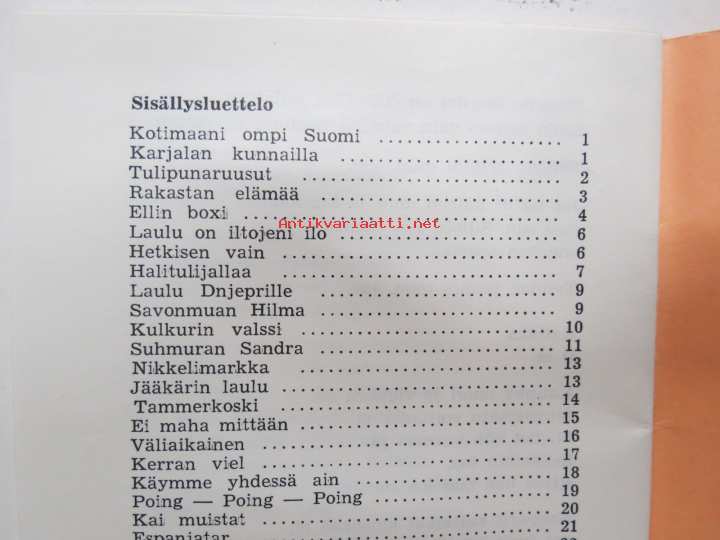 Sisällysluettelo
Kotimaani ompi Suomi ........................ 1
Karjalan kunnailla ........................ 1
Tulipunaruusut ........................ 2
Rakastan elämää ........................ 3
Ellin boxi ........................ 4
Antikvariaatti.net
Laulu on iltojeni ilo ........................ 6
Hetkisen vain ........................ 6
Halitulijallaa ........................ 7
Laulu Dnjeprille ........................ 9
Savonmuan Hilma ........................ 9
Kulkurin valssi ........................ 10
Suhmuran Sandra ........................ 11
Nikkelimarkka ........................ 13
Jääkärin laulu ........................ 13
Tammerkoski ........................ 14
Ei maha mittään ........................ 15
Väliaikainen ........................ 16
Kerran viel ........................ 17
Käymme yhdessä ain ........................ 18
Poing — Poing — Poing ........................ 19
Kai muistat ........................ 20
Espanjatar ........................ 21